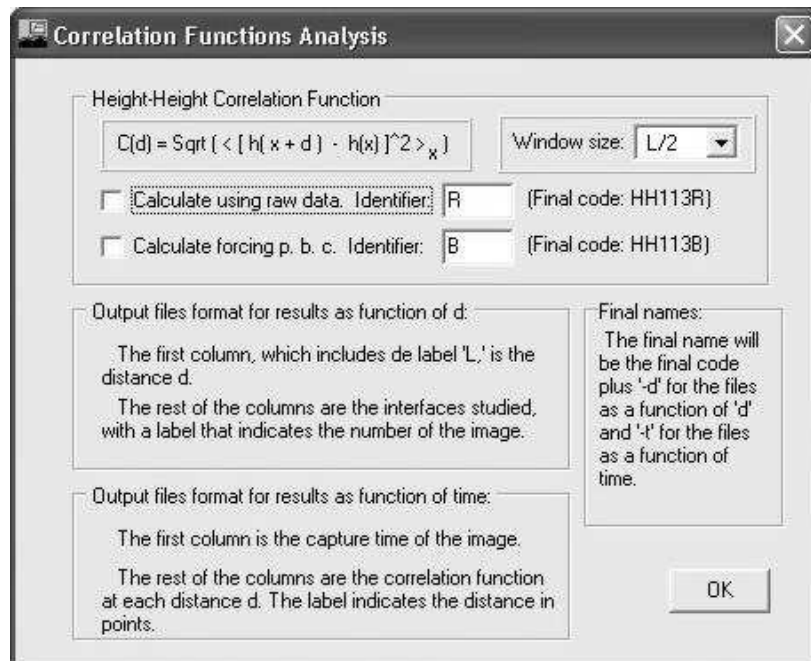 Correlation Functions Analysis
Height-Height Correlation Function
C(d) = Sqrt ( < [ h( x + d ) - h(x) ]^2 >x )
Window size: L/2
Calculate using raw data. Identifier: R (Final code: HH113R)
Calculate forcing p. b. c. Identifier: B (Final code: HH113B)
Output files format for results as function of d:
The first column, which includes de label 'L,' is the
distance d.
The rest of the columns are the interfaces studied,
with a label that indicates the number of the image.
Final names:
The final name will
be the final code
plus '-d' for the files
as a function of 'd'
and '-t' for the files
as a function of
time.
Output files format for results as function of time:
The first column is the capture time of the image.
The rest of the columns are the correlation function
at each distance d. The label indicates the distance in
points.
OK